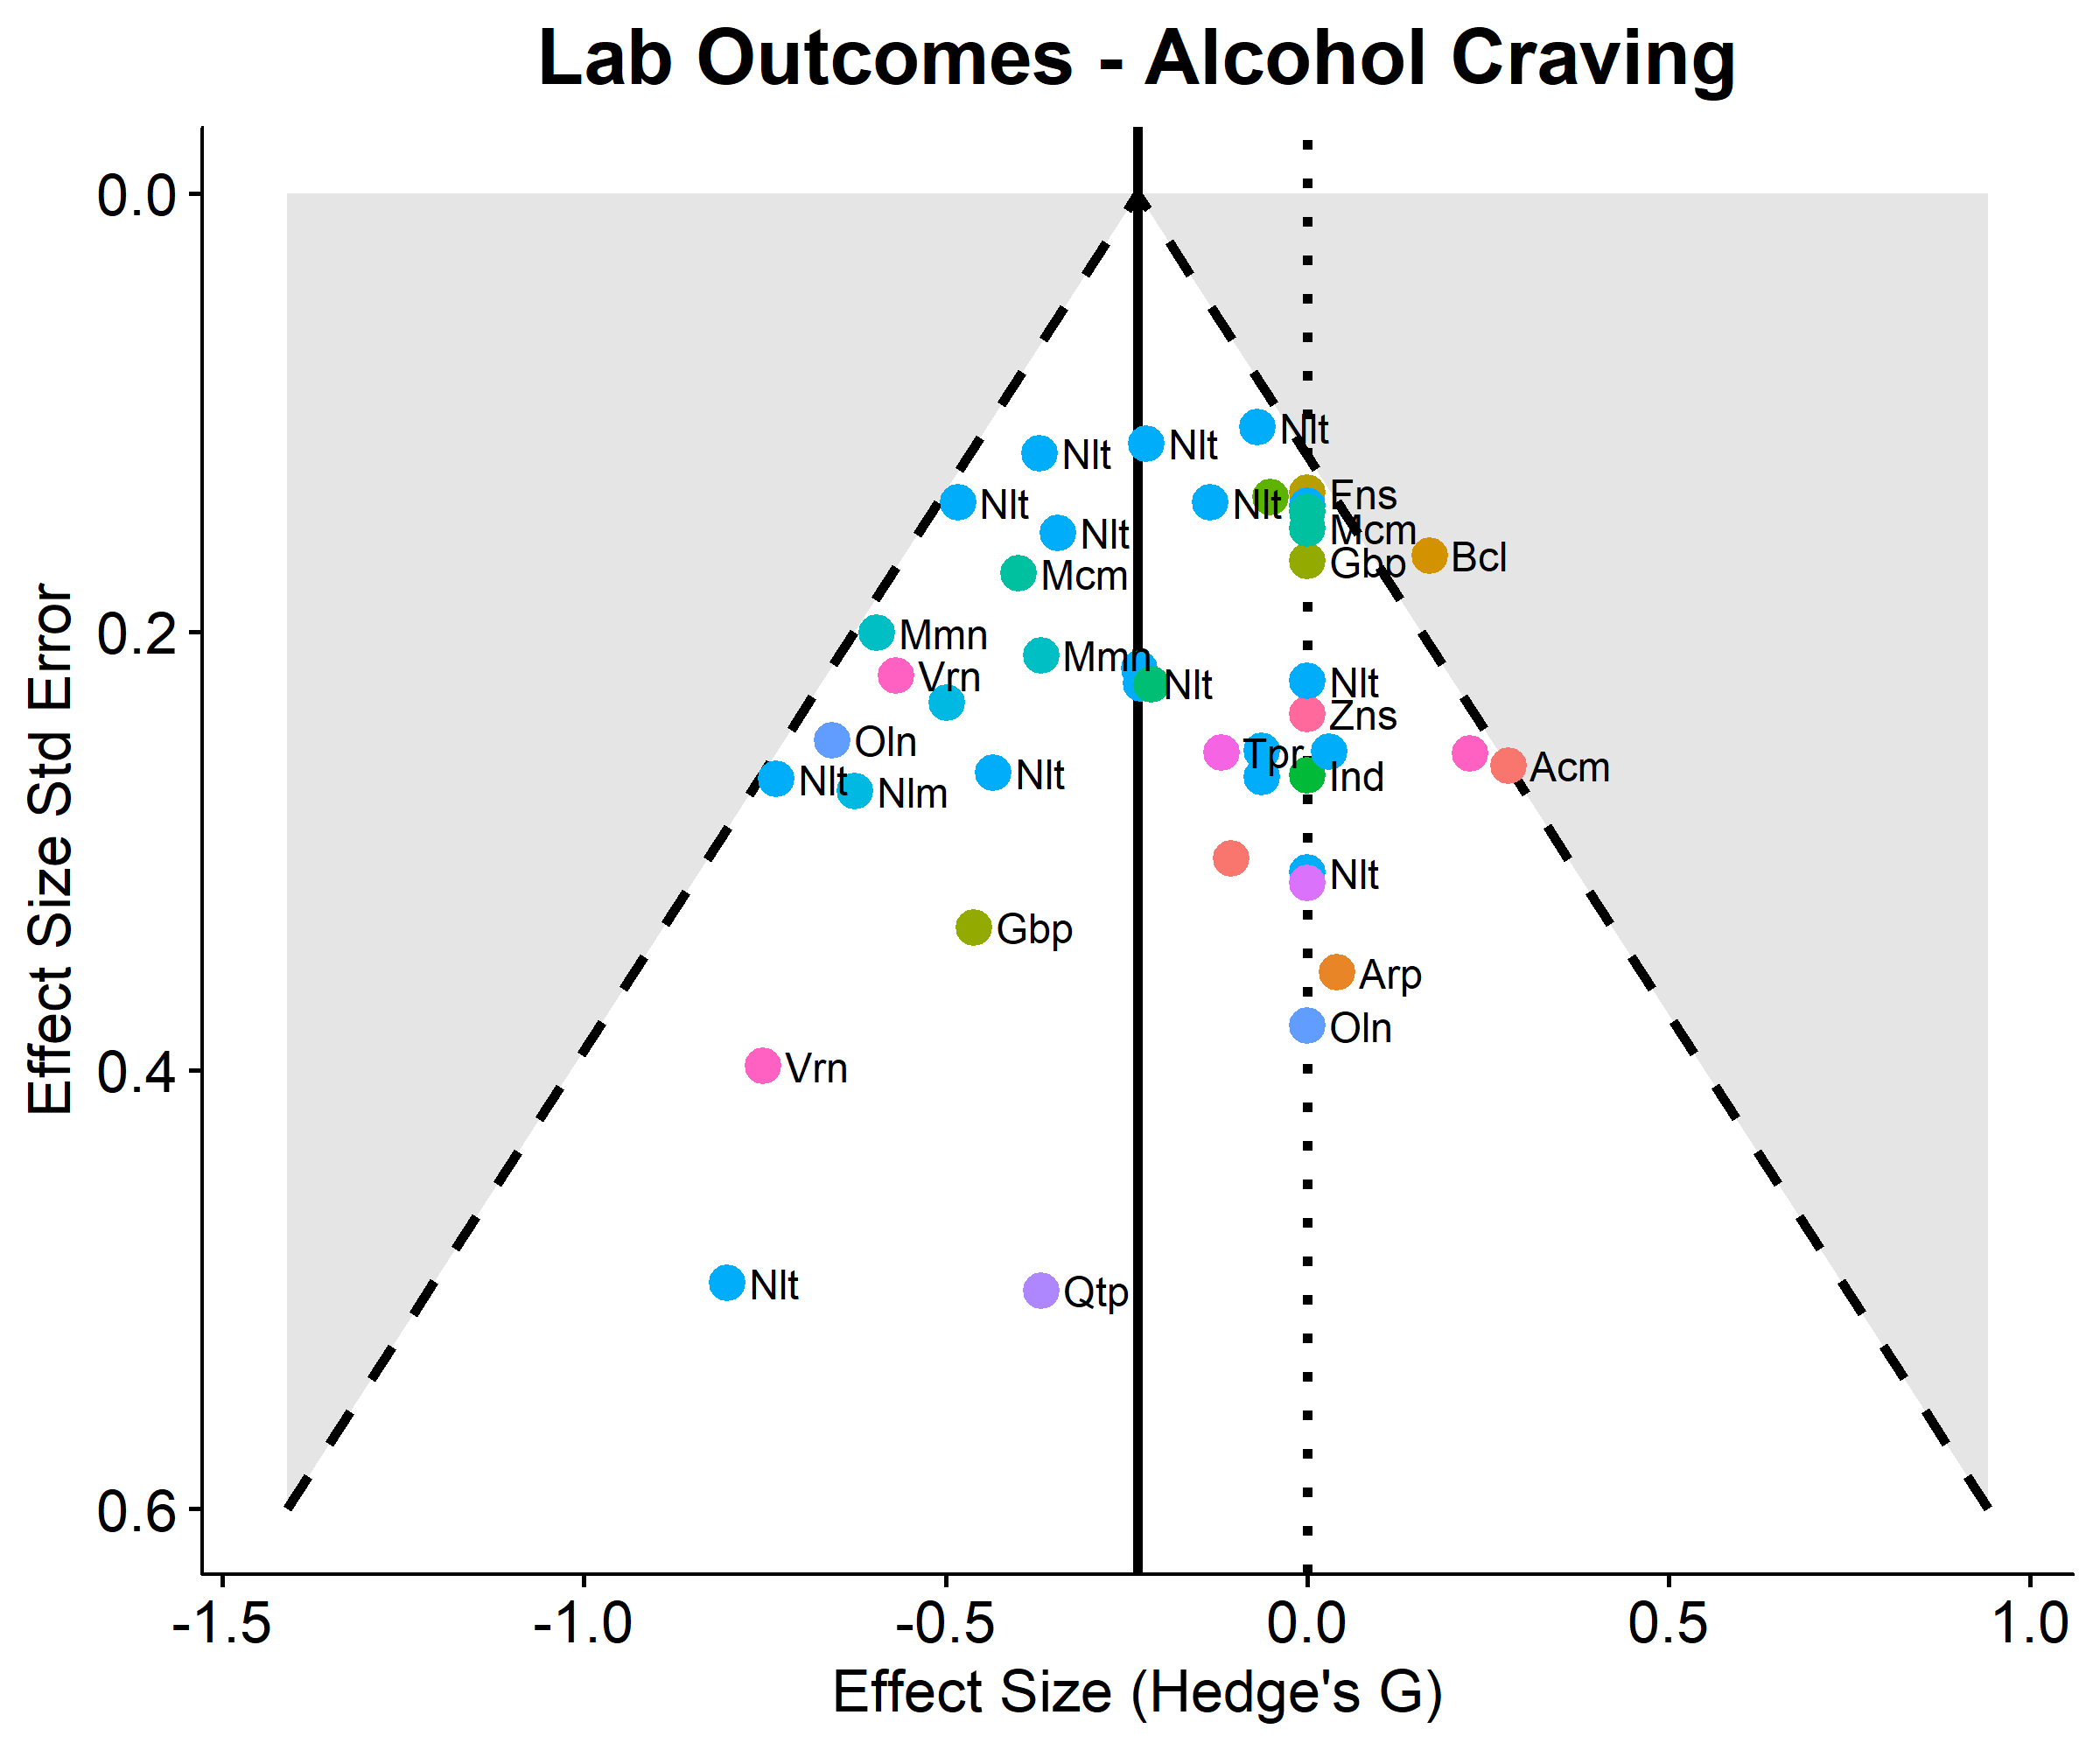 Lab Outcomes - Alcohol Craving
Effect Size Std Error
0.0
0.2
0.4
0.6
Nlt
Nlt
Nlt
Nlt
Nlt
Fns
Nlt
Mcm
Bcl
Gbp
Mcm
Mmn
Mmn
Vrn
Nlt
Nlt
Zns
Oln
Tpr
Acm
Nlt
Nlt
Ind
Nlm
Nlt
Gbp
Arp
Oln
Vrn
Nlt
Qtp
-1.5
-1.0
-0.5
0.0
0.5
1.0
Effect Size (Hedge's G)